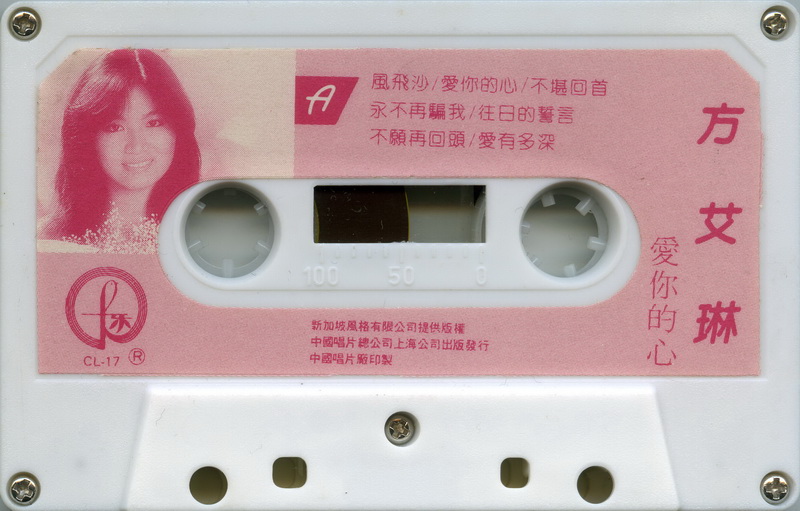 A
風飛沙/愛你的心/不堪回首
永不再騙我/往日的誓言
不願再回頭/愛有多深
方艾琳
愛你的心
100 50 0
CL-17 ®
新加坡風格有限公司提供版權
中國唱片總公司上海公司出版發行
中國唱片廠印製